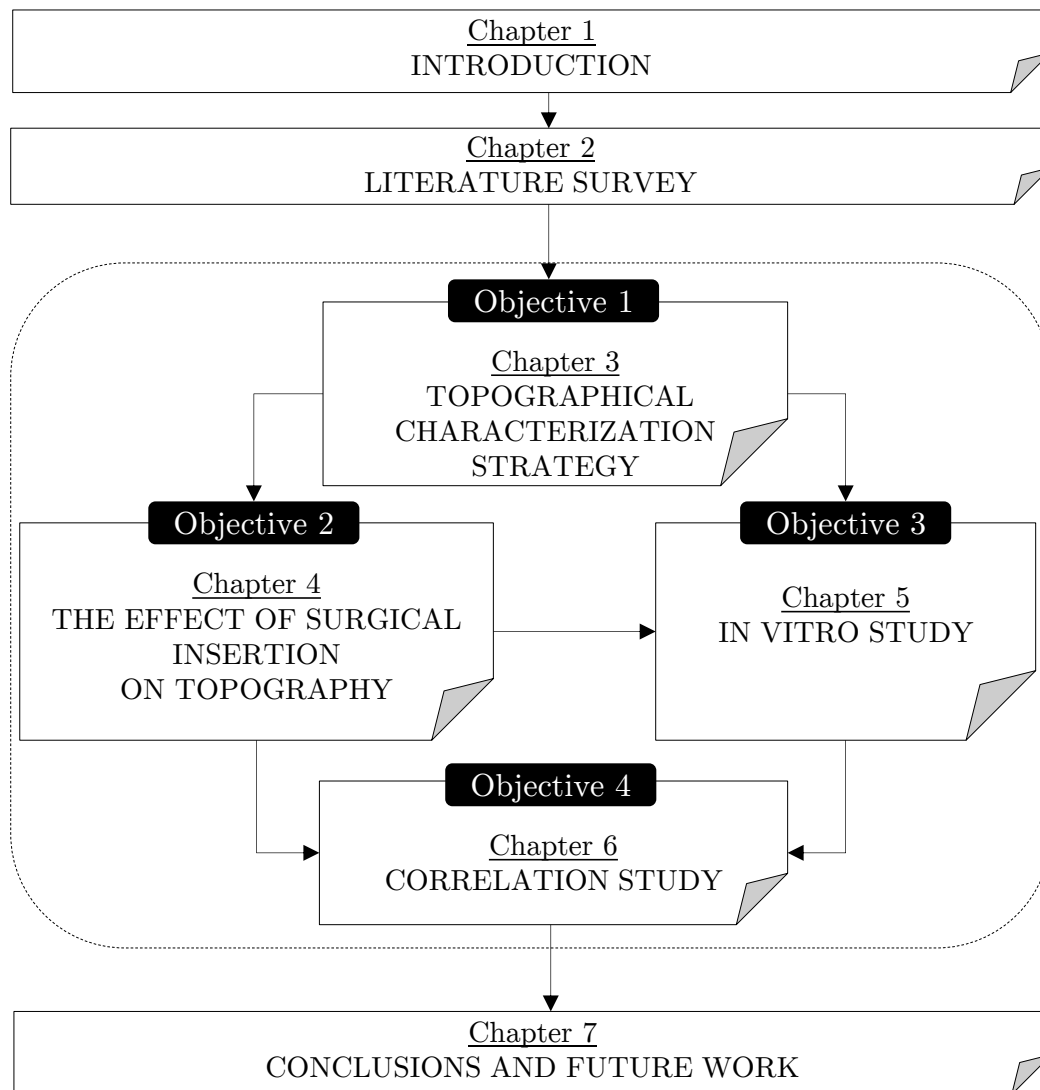 Chapter 1
INTRODUCTION
Chapter 2
LITERATURE SURVEY
Objective 1
Chapter 3
TOPOGRAPHICAL
CHARACTERIZATION
STRATEGY
Objective 2
Chapter 4
THE EFFECT OF SURGICAL
INSERTION
ON TOPOGRAPHY
Objective 3
Chapter 5
IN VITRO STUDY
Objective 4
Chapter 6
CORRELATION STUDY
Chapter 7
CONCLUSIONS AND FUTURE WORK